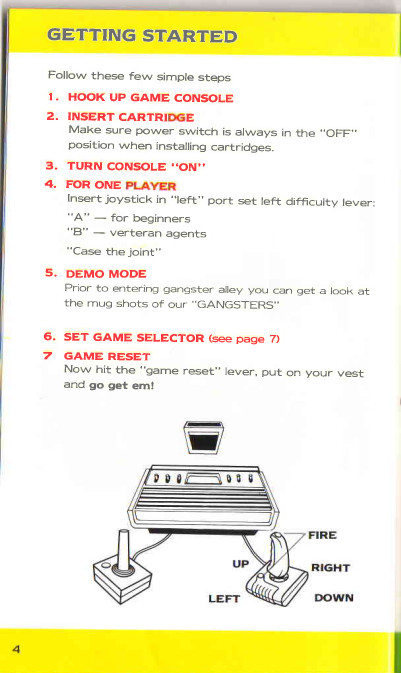 GETTING STARTED
Follow these few simple steps
1. HOOK UP GAME CONSOLE
2. INSERT CARTRIDGE
Make sure power switch is always in the "OFF"
position when installing cartridges.
3. TURN CONSOLE "ON"
4. FOR ONE PLAYER
Insert joystick in "left" port set left difficulty lever:
"A" — for beginners
"B" — verteran agents
"Case the joint"
5. DEMO MODE
Prior to entering gangster alley you can get a look at
the mug shots of our "GANGSTERS"
6. SET GAME SELECTOR (see page 7)
7 GAME RESET
Now hit the "game reset" lever, put on your vest
and go get em!
FIRE
UP
RIGHT
LEFT
DOWN
4